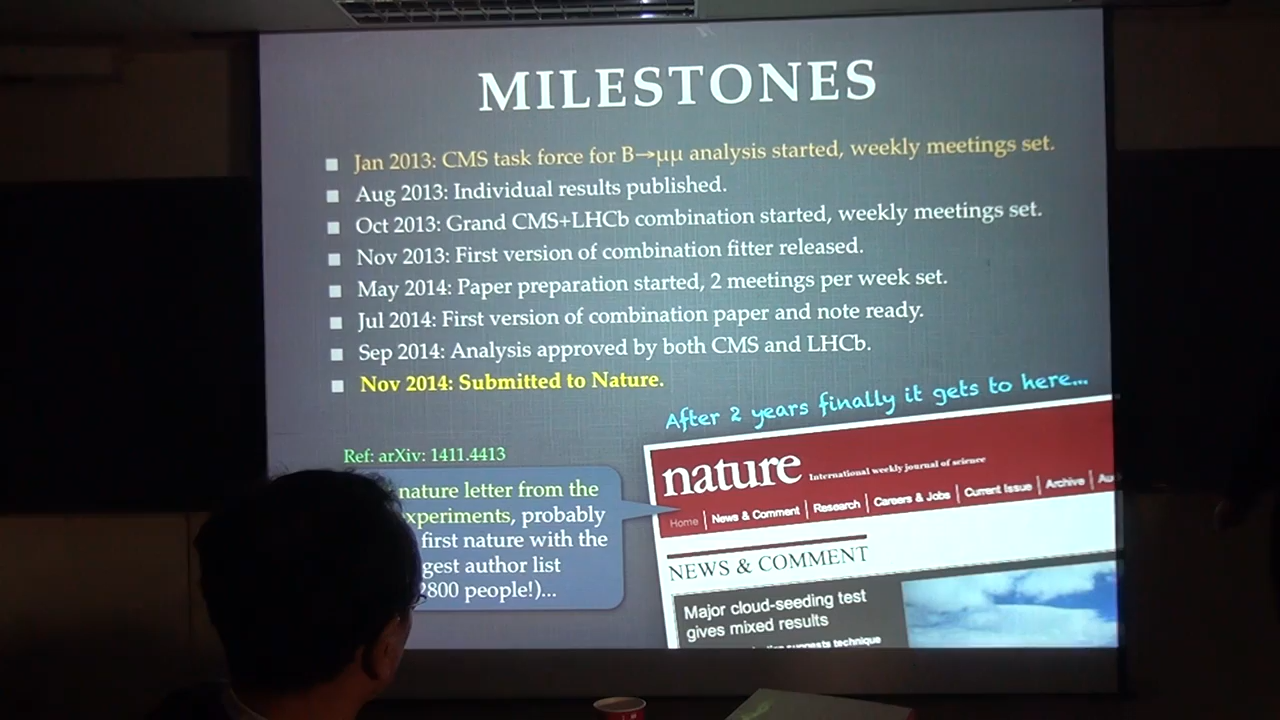 MILESTONES
Jan 2013: CMS task force for B→μμ analysis started, weekly meetings set.
Aug 2013: Individual results published.
Oct 2013: Grand CMS+LHCb combination started, weekly meetings set.
Nov 2013: First version of combination fitter released.
May 2014: Paper preparation started, 2 meetings per week set.
Jul 2014: First version of combination paper and note ready.
Sep 2014: Analysis approved by both CMS and LHCb.
Nov 2014: Submitted to Nature.
After 2 years finally it gets to here...
Ref: arXiv: 1411.4413
nature letter from the
experiments, probably
first nature with the
author list
800 people!)...
nature International weekly journal of science
Home News & Comment Research Careers & Jobs Current Issue Archive
NEWS & COMMENT
Major cloud-seeding test
gives mixed results
suggests technique